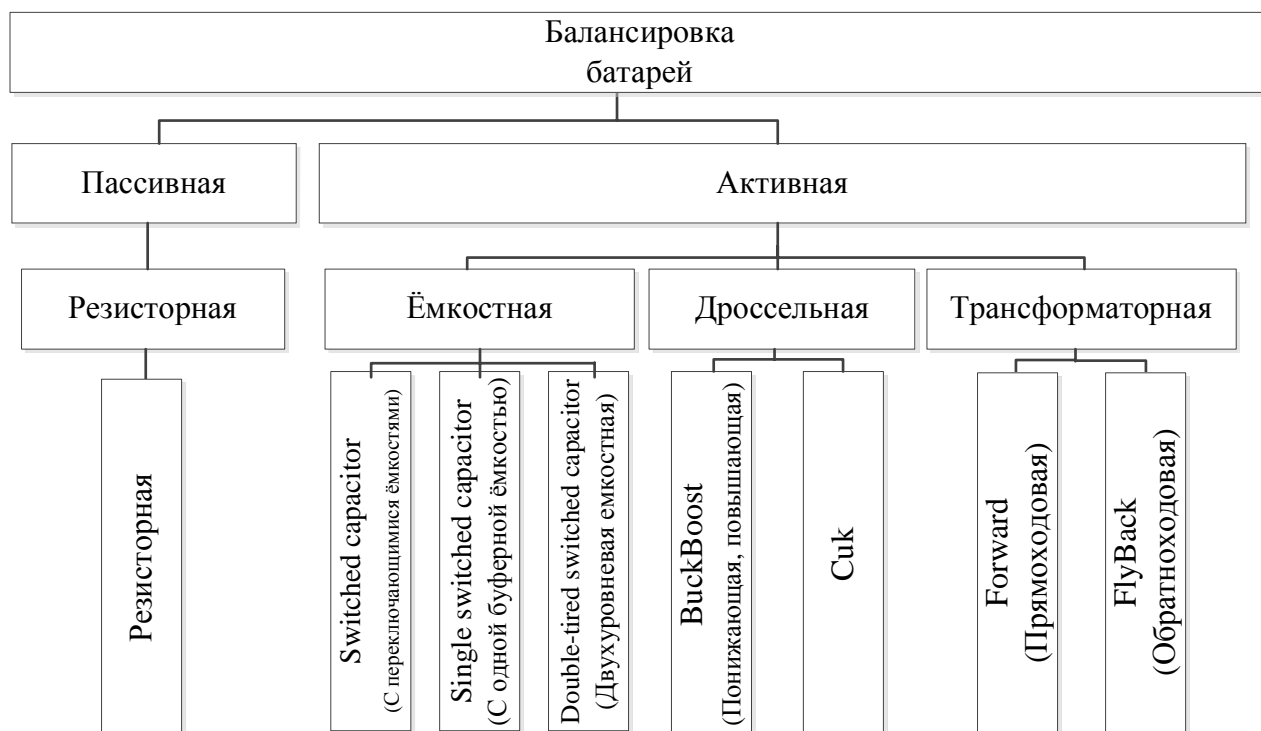 Балансировка
батарей
Пассивная
Активная
Резисторная
Ёмкостная
Дроссельная
Трансформаторная
Резисторная
Switched capacitor
(С переключающимися ёмкостями)
Single switched capacitor
(С одной буферной ёмкостью)
Double-tired switched capacitor
(Двухуровневая емкостная)
BuckBoost
(Понижающая, повышающая)
Cuk
Forward
(Прямоходовая)
FlyBack
(Обратноходовая)